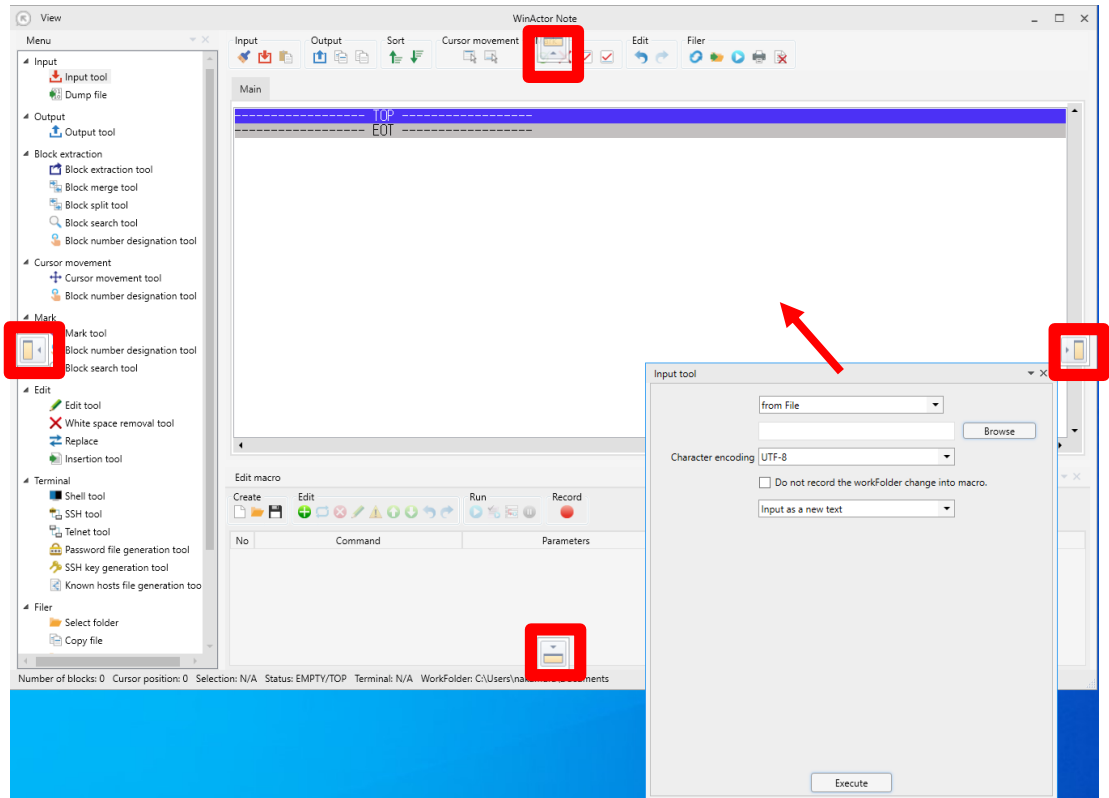 View
WinActor Note
Menu
Input
Input tool
Dump file
Output
Output tool
Block extraction
Block extraction tool
Block merge tool
Block split tool
Block search tool
Block number designation tool
Cursor movement
Cursor movement tool
Block number designation tool
Mark
Mark tool
Block number designation tool
Block search tool
Edit
Edit tool
White space removal tool
Replace
Insertion tool
Terminal
Shell tool
SSH tool
Telnet tool
Password file generation tool
SSH key generation tool
Known hosts file generation too
Filer
Select folder
Copy file
Input Output Sort Cursor movement Edit Filer
Main
------------------ TOP ------------------
------------------ EOT ------------------
Edit macro
Create Edit Run Record
No Command Parameters
Input tool
from File
Browse
Character encoding UTF-8
Do not record the workFolder change into macro.
Input as a new text
Execute
Number of blocks: 0 Cursor position: 0 Selection: N/A Status: EMPTY/TOP Terminal: N/A WorkFolder: C:\Users\